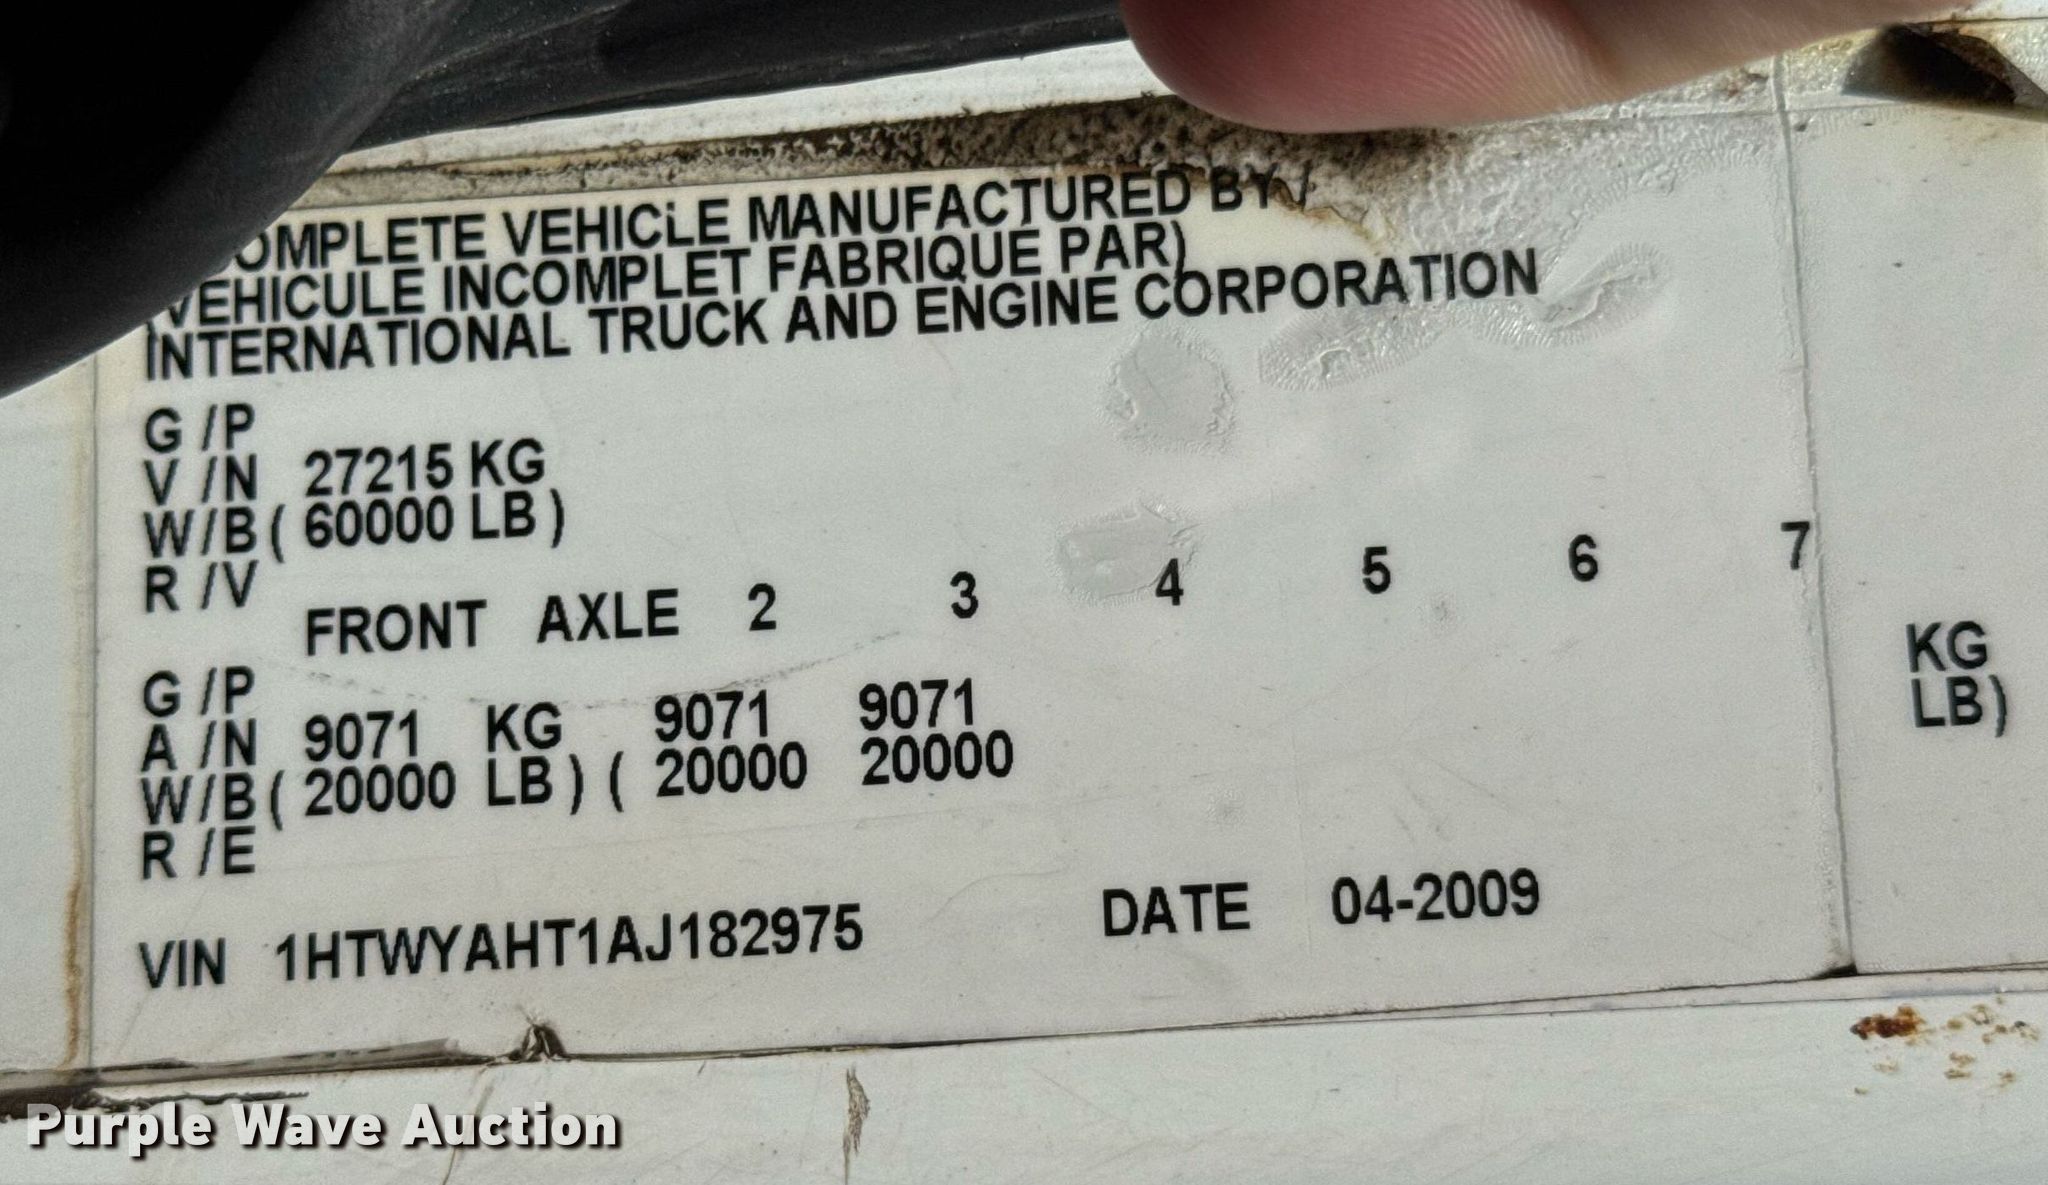 OMPLETE VEHICLE MANUFACTURED BY /
VEHICULE INCOMPLET FABRIQUE PAR)
INTERNATIONAL TRUCK AND ENGINE CORPORATION
G /P
V /N 27215 KG
W/B ( 60000 LB )
R /V
FRONT AXLE 2 3 4 5 6 7
G /P
A /N 9071 KG 9071 9071 KG
W/B ( 20000 LB ) ( 20000 20000 LB)
R /E
VIN 1HTWYAHT1AJ182975 DATE 04-2009
Purple Wave Auction